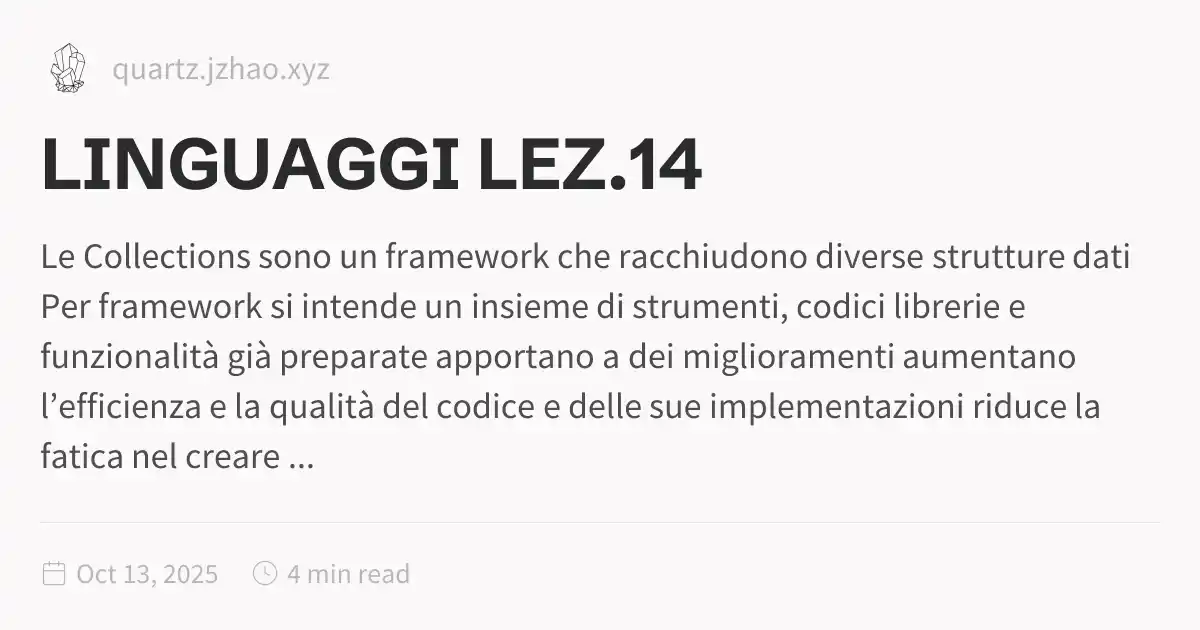 quartz.jzhao.xyz
LINGUAGGI LEZ.14
Le Collections sono un framework che racchiudono diverse strutture dati
Per framework si intende un insieme di strumenti, codici librerie e
funzionalità già preparate apportano a dei miglioramenti aumentano
l’efficienza e la qualità del codice e delle sue implementazioni riduce la
fatica nel creare ...
Oct 13, 2025 4 min read